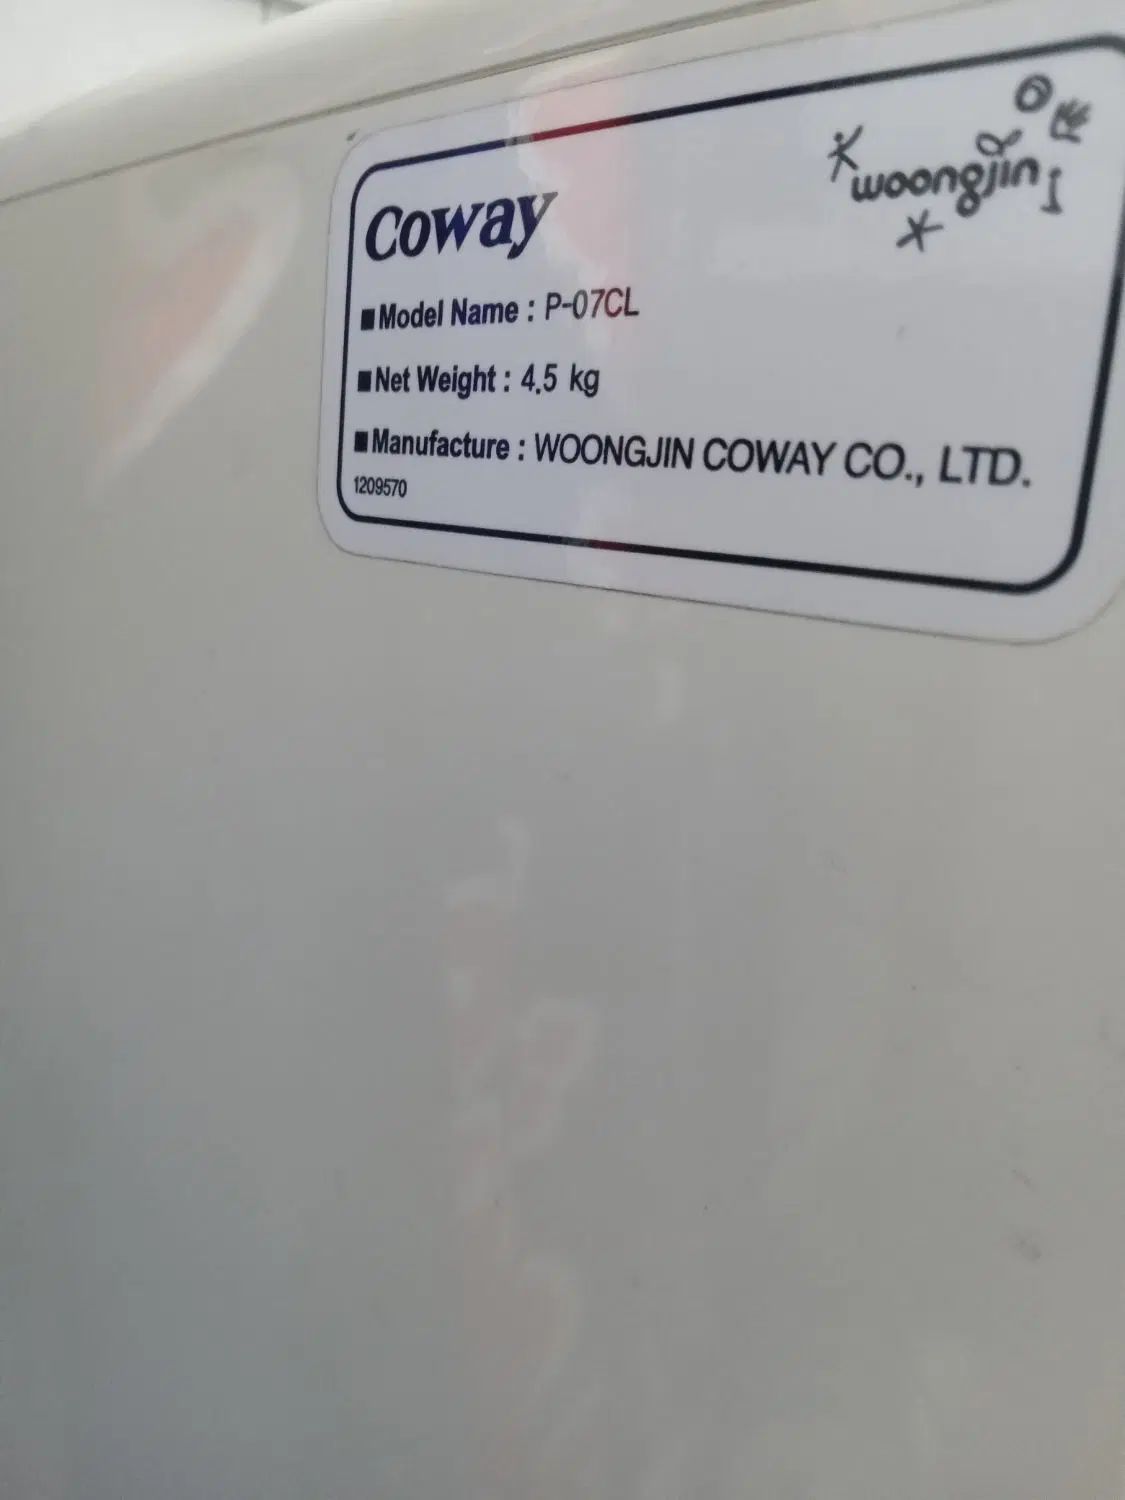 Coway
woongjin
■Model Name : P-07CL
■Net Weight : 4.5 kg
■Manufacture : WOONGJIN COWAY CO., LTD.
1209570